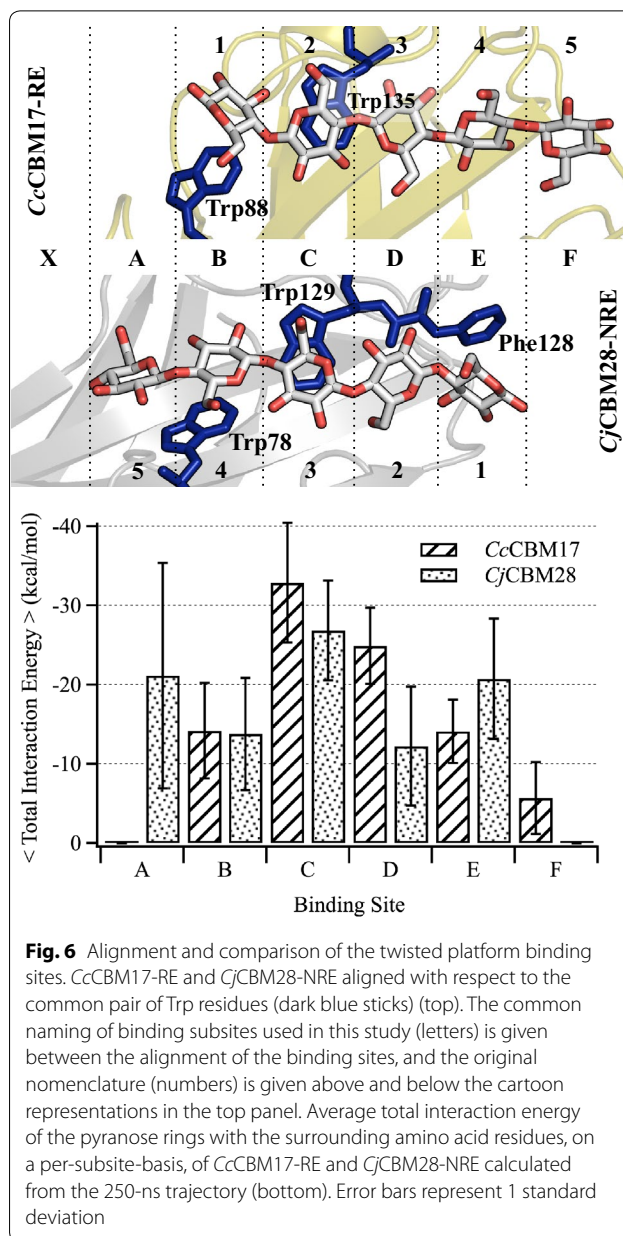 1 2 3 4 5
CcCBM17-RE
Trp135
Trp88
X A B C D E F
Trp129
Phe128
CjCBM28-NRE
Trp78
5 4 3 2 1
< Total Interaction Energy > (kcal/mol)
-40
-30
-20
-10
0
CcCBM17
CjCBM28
A B C D E F
Binding Site
Fig. 6 Alignment and comparison of the twisted platform binding
sites. CcCBM17-RE and CjCBM28-NRE aligned with respect to the
common pair of Trp residues (dark blue sticks) (top). The common
naming of binding subsites used in this study (letters) is given
between the alignment of the binding sites, and the original
nomenclature (numbers) is given above and below the cartoon
representations in the top panel. Average total interaction energy
of the pyranose rings with the surrounding amino acid residues, on
a per-subsite-basis, of CcCBM17-RE and CjCBM28-NRE calculated
from the 250-ns trajectory (bottom). Error bars represent 1 standard
deviation